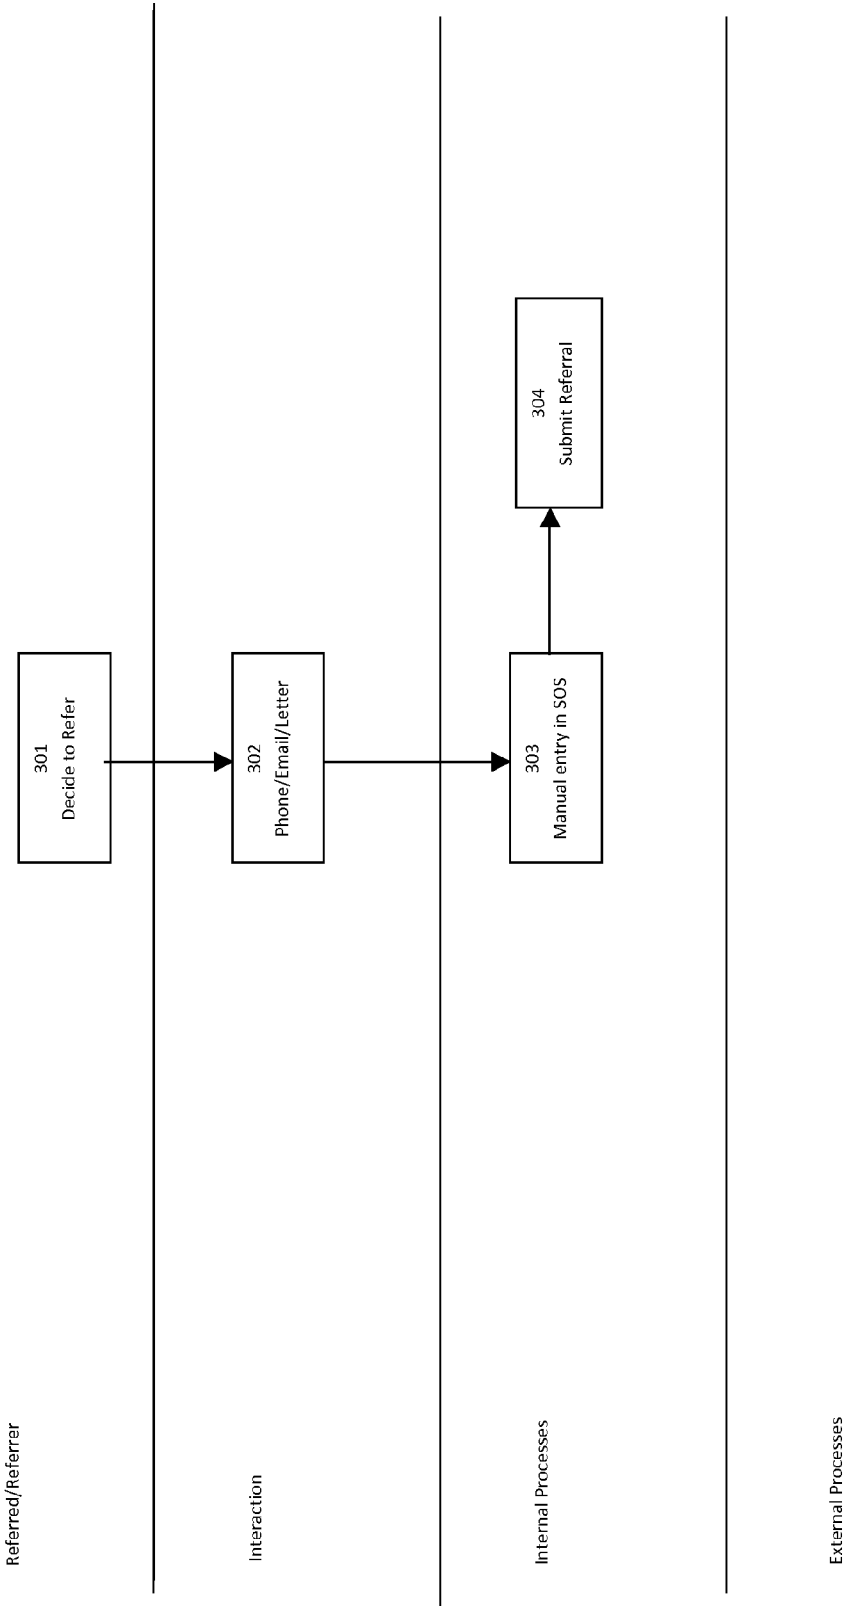 Referred/Referrer
301
Decide to Refer
Interaction
302
Phone/Email/Letter
Internal Processes
303
Manual entry in SOS
304
Submit Referral
External Processes